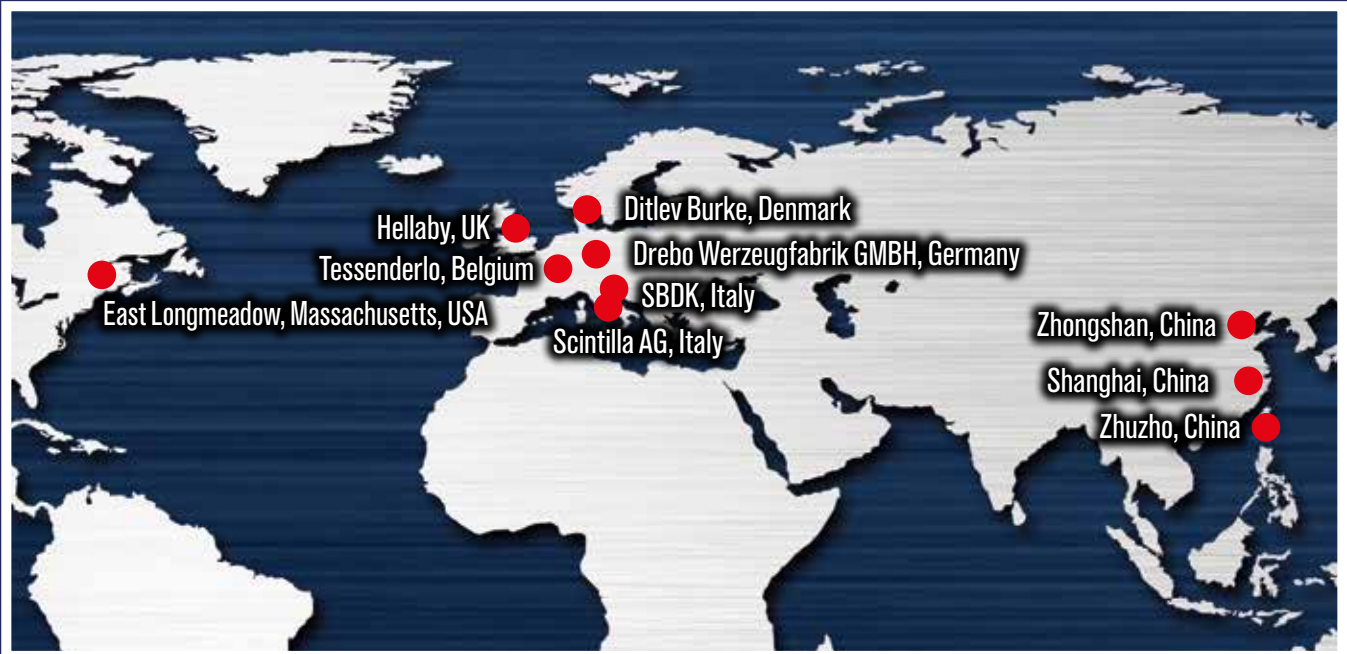 Ditlev Burke, Denmark
Hellaby, UK
Drebo Werzeugfabrik GMBH, Germany
Tessenderlo, Belgium
SBDK, Italy
East Longmeadow, Massachusetts, USA
Scintilla AG, Italy
Zhongshan, China
Shanghai, China
Zhuzho, China